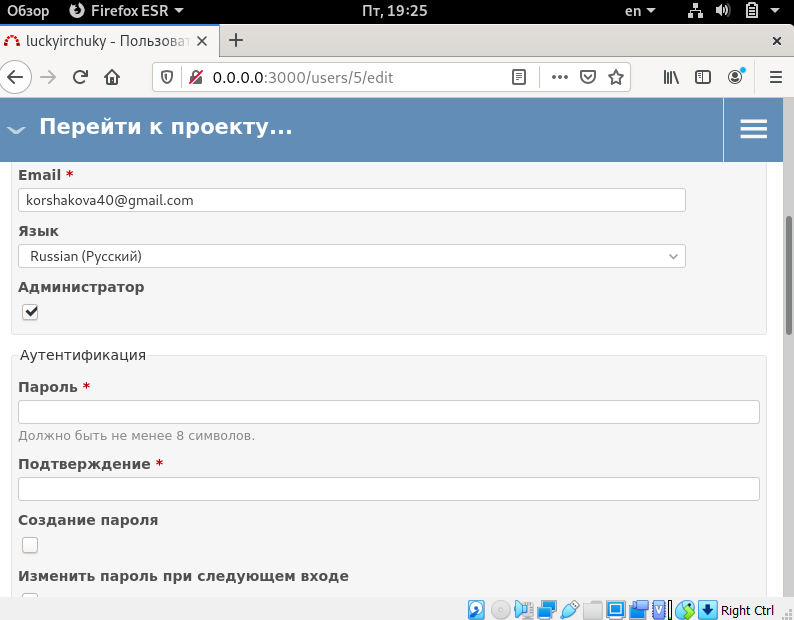 Обзор Firefox ESR Пт, 19:25 en
luckyirchuky - Пользоват
0.0.0.0:3000/users/5/edit
Перейти к проекту...
Email *
korshakova40@gmail.com
Язык
Russian (Русский)
Администратор
Аутентификация
Пароль *
Должно быть не менее 8 символов.
Подтверждение *
Создание пароля
Изменить пароль при следующем входе
Right Ctrl